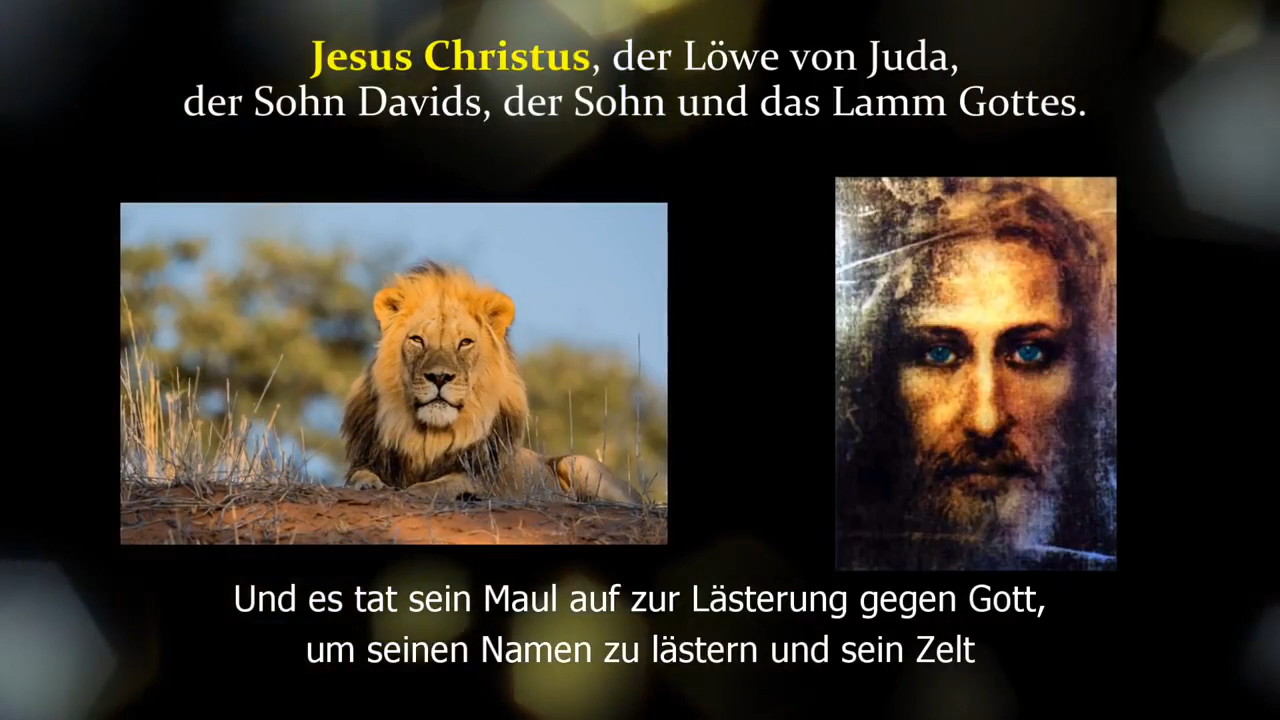 Jesus Christus, der Löwe von Juda,
der Sohn Davids, der Sohn und das Lamm Gottes.
Und es tat sein Maul auf zur Lästerung gegen Gott,
um seinen Namen zu lästern und sein Zelt